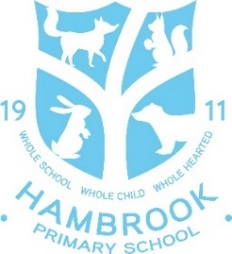 19 11
WHOLE SCHOOL WHOLE CHILD WHOLE HEARTED
HAMBROOK
PRIMARY SCHOOL